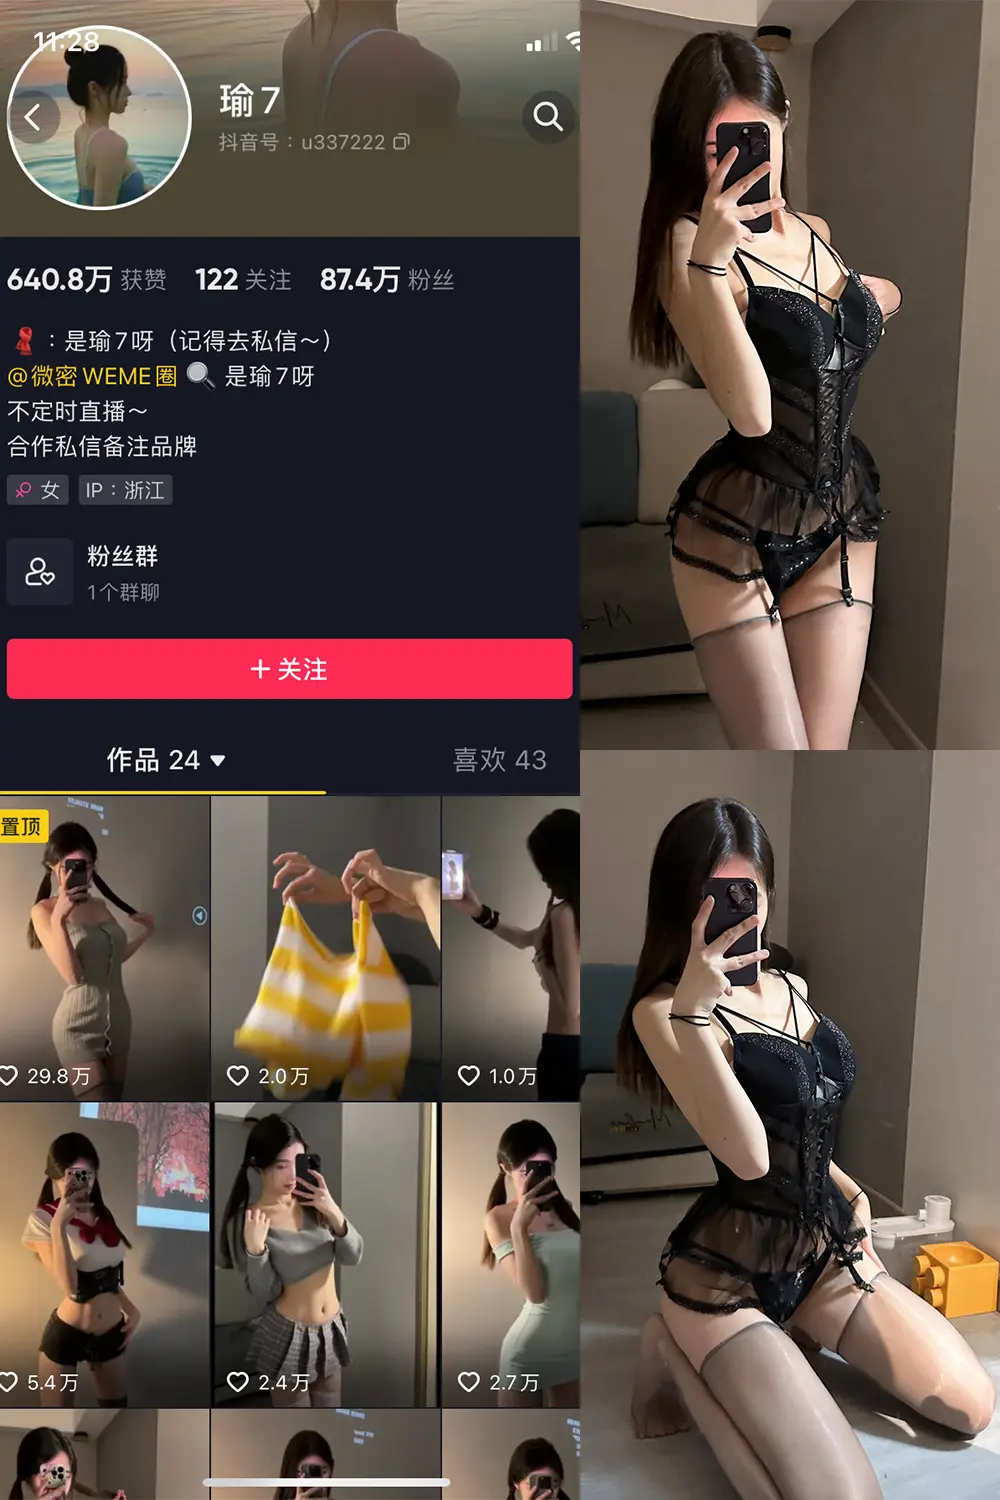 11:28
瑜7
抖音号：u337222
640.8万 获赞 122 关注 87.4万 粉丝
：是瑜7呀（记得去私信～）
@微密WEME圈 是瑜7呀
不定时直播～
合作私信备注品牌
女 IP：浙江
粉丝群
1个群聊
＋关注
作品 24 喜欢 43
置顶
29.8万 2.0万 1.0万
5.4万 2.4万 2.7万